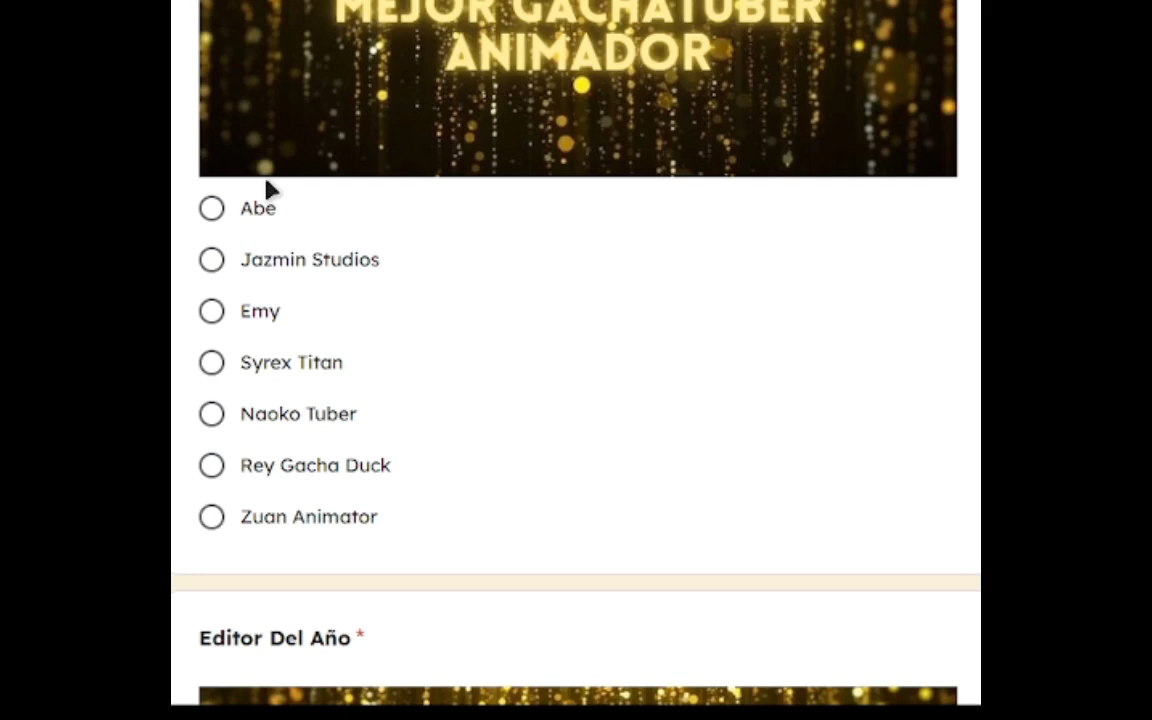 MEJOR GACHATUBER
ANIMADOR
Abe
Jazmin Studios
Emy
Syrex Titan
Naoko Tuber
Rey Gacha Duck
Zuan Animator
Editor Del Año *